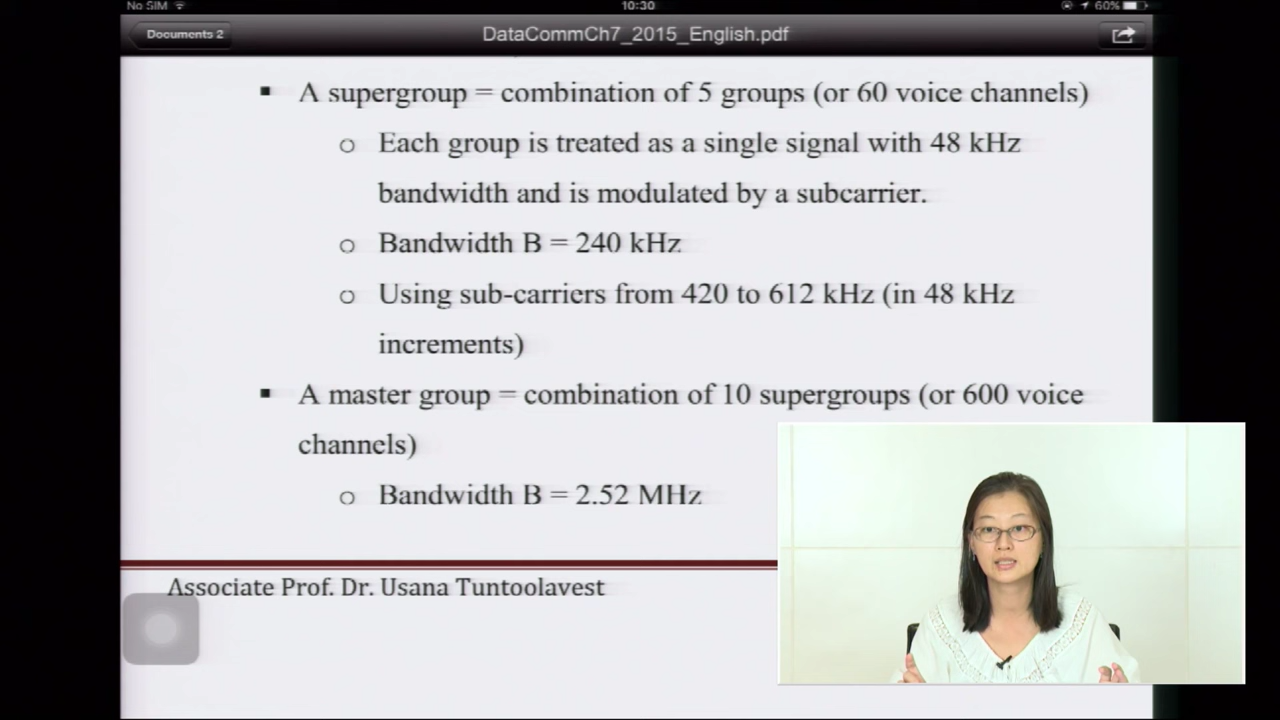 No SIM 10:30 60%
Documents 2 DataCommCh7_2015_English.pdf
▪ A supergroup = combination of 5 groups (or 60 voice channels)
o Each group is treated as a single signal with 48 kHz
bandwidth and is modulated by a subcarrier.
o Bandwidth B = 240 kHz
o Using sub-carriers from 420 to 612 kHz (in 48 kHz
increments)
▪ A master group = combination of 10 supergroups (or 600 voice
channels)
o Bandwidth B = 2.52 MHz
Associate Prof. Dr. Usana Tuntoolavest